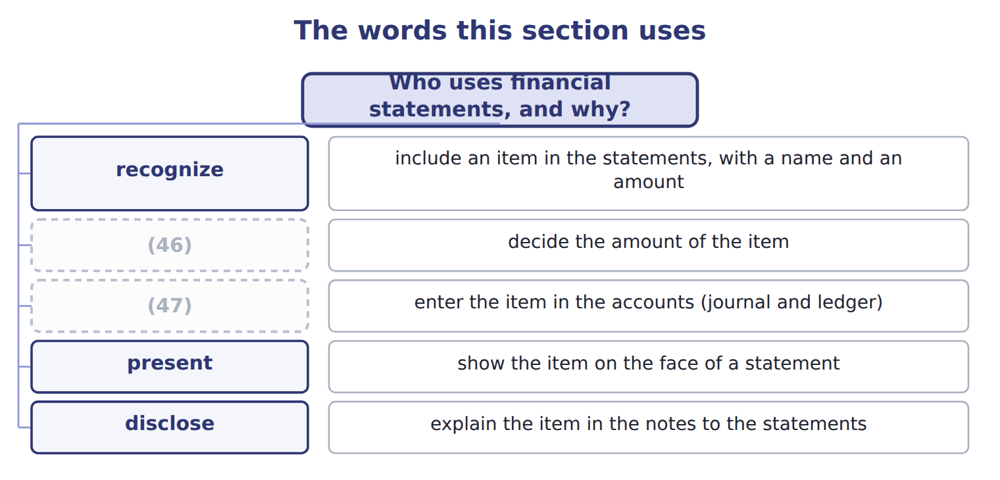 The words this section uses
Who uses financial
statements, and why?
recognize
include an item in the statements, with a name and an
amount
(46)
decide the amount of the item
(47)
enter the item in the accounts (journal and ledger)
present
show the item on the face of a statement
disclose
explain the item in the notes to the statements